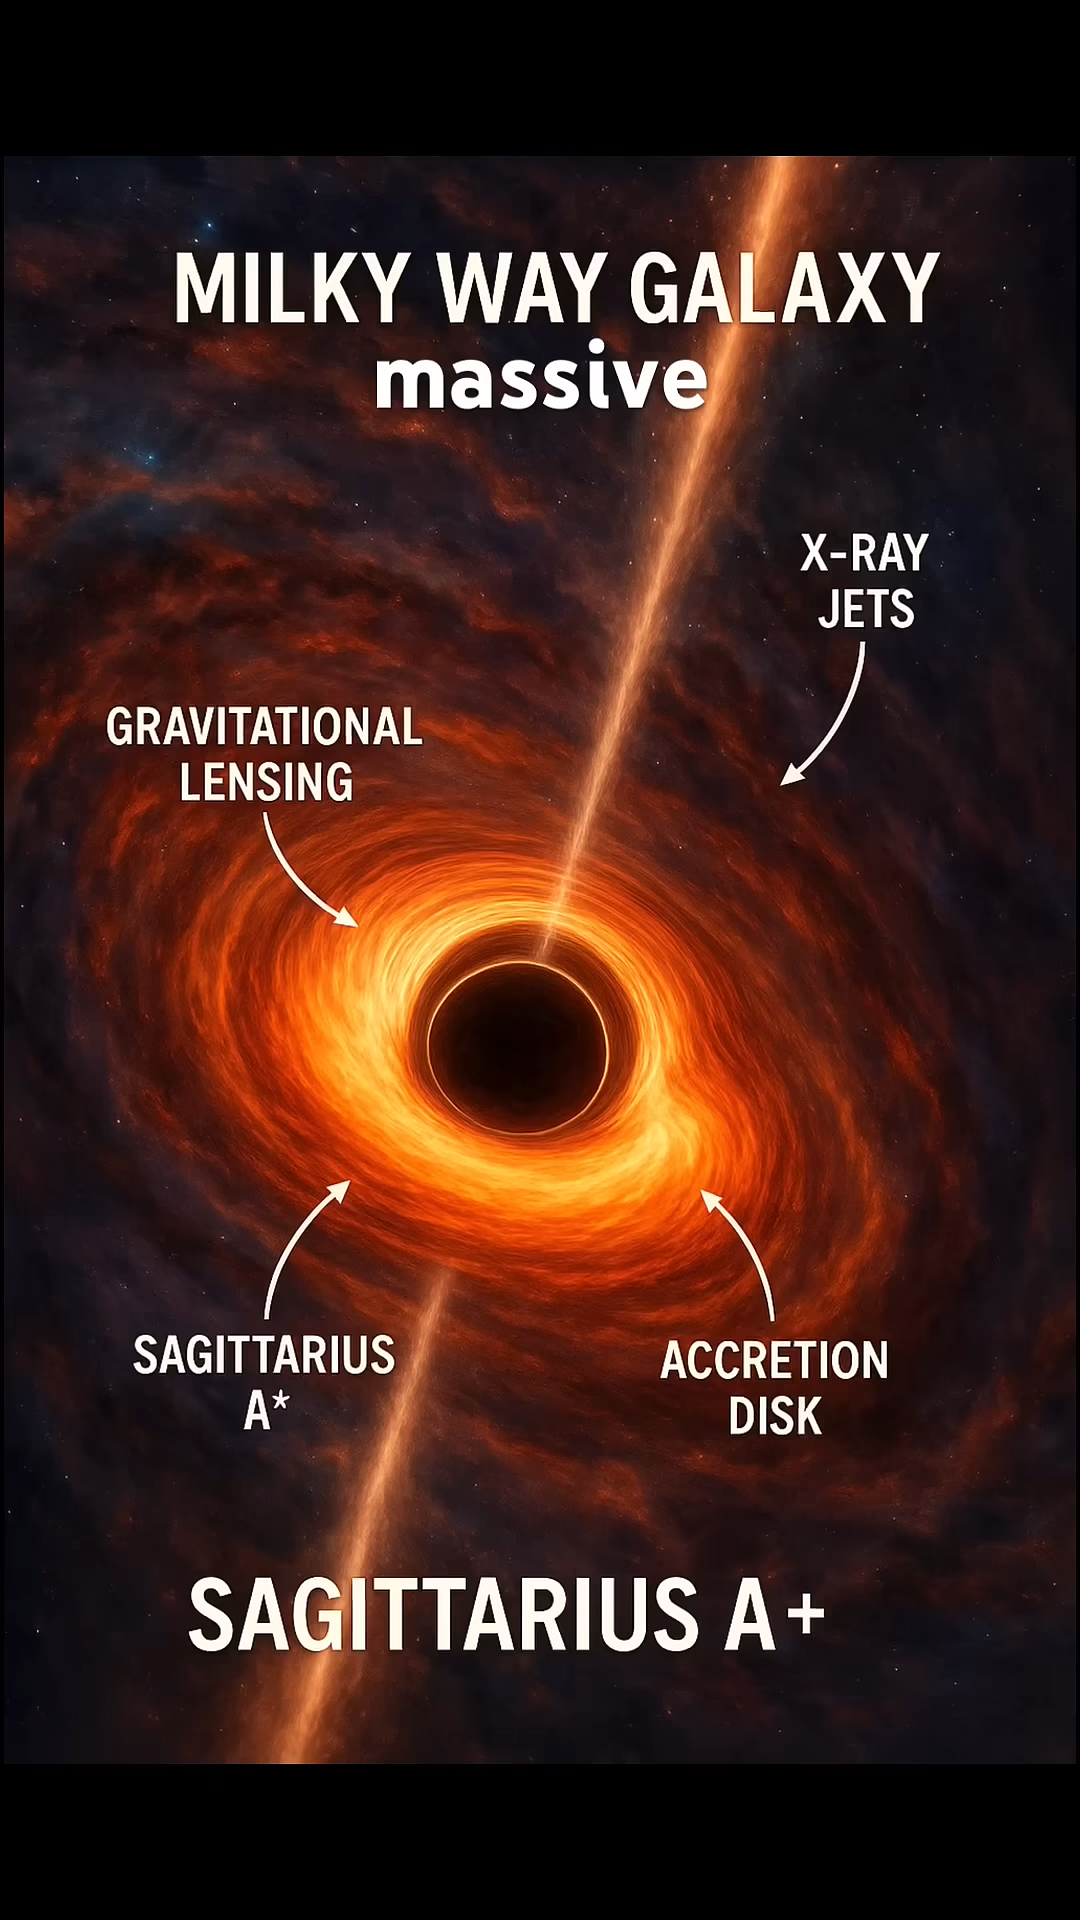 MILKY WAY GALAXY
massive
X-RAY
JETS
GRAVITATIONAL
LENSING
SAGITTARIUS
A*
ACCRETION
DISK
SAGITTARIUS A+